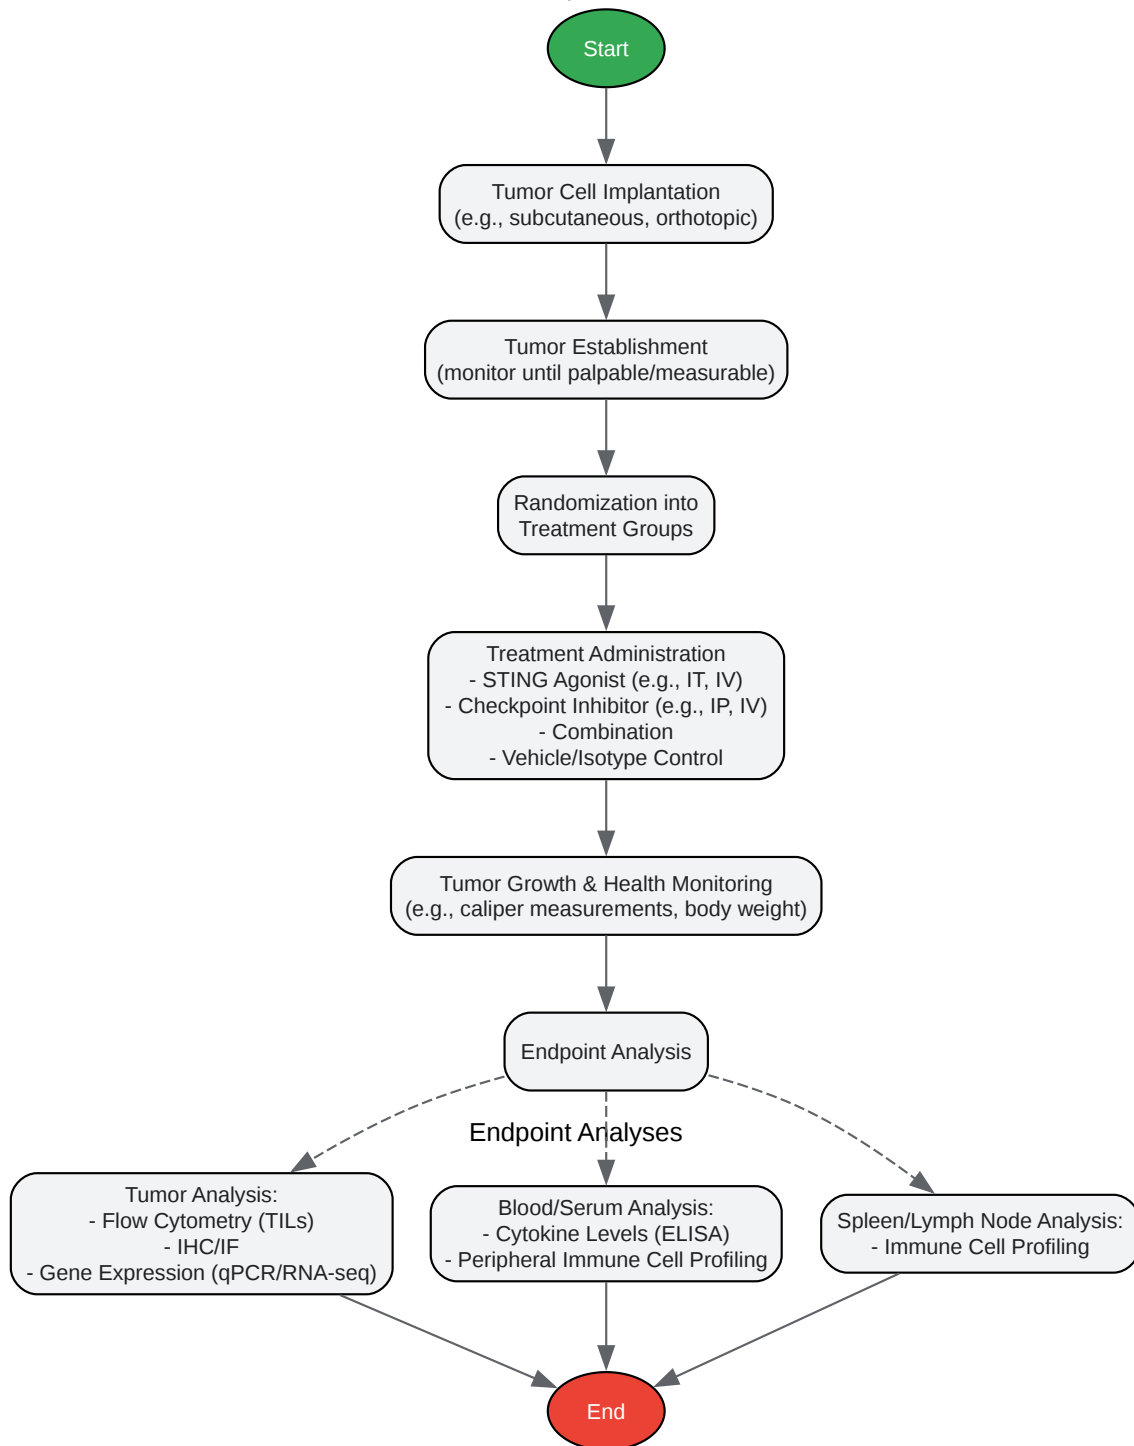 Start
Tumor Cell Implantation
(e.g., subcutaneous, orthotopic)
Tumor Establishment
(monitor until palpable/measurable)
Randomization into
Treatment Groups
Treatment Administration
- STING Agonist (e.g., IT, IV)
- Checkpoint Inhibitor (e.g., IP, IV)
- Combination
- Vehicle/Isotype Control
Tumor Growth & Health Monitoring
(e.g., caliper measurements, body weight)
Endpoint Analysis
Endpoint Analyses
Tumor Analysis:
- Flow Cytometry (TILs)
- IHC/IF
- Gene Expression (qPCR/RNA-seq)
Blood/Serum Analysis:
- Cytokine Levels (ELISA)
- Peripheral Immune Cell Profiling
Spleen/Lymph Node Analysis:
- Immune Cell Profiling
End